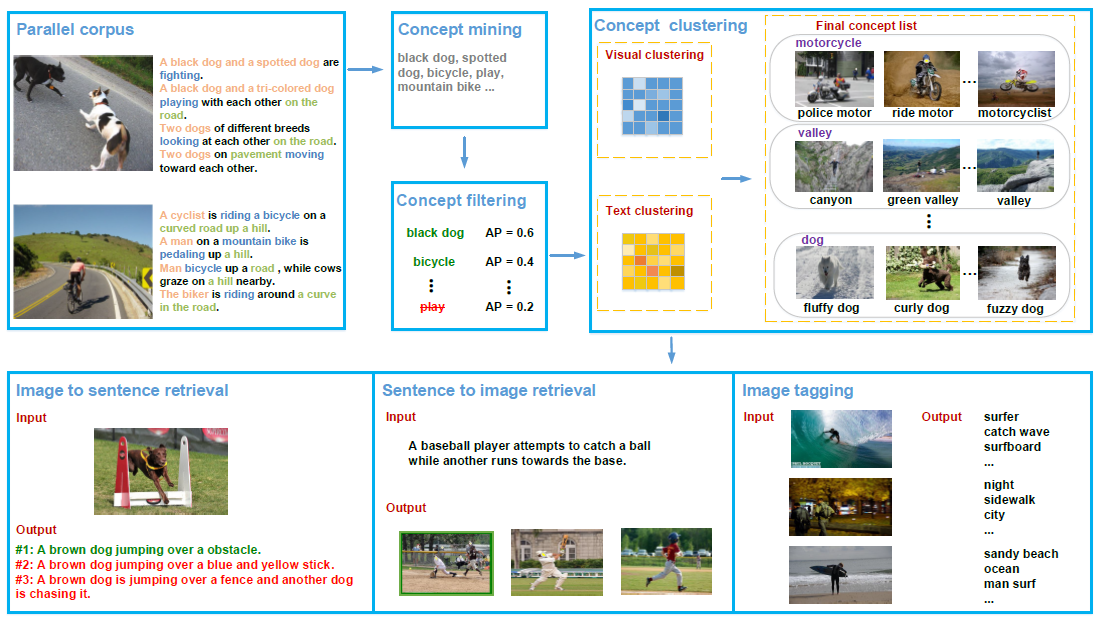 Parallel corpus
A black dog and a spotted dog are
fighting.
A black dog and a tri-colored dog
playing with each other on the
road.
Two dogs of different breeds
looking at each other on the road.
Two dogs on pavement moving
toward each other.
A cyclist is riding a bicycle on a
curved road up a hill.
A man on a mountain bike is
pedaling up a hill.
Man bicycle up a road , while cows
graze on a hill nearby.
The biker is riding around a curve
in the road.
Concept mining
black dog, spotted
dog, bicycle, play,
mountain bike ...
Concept filtering
black dog AP = 0.6
bicycle AP = 0.4
play AP = 0.2
Concept clustering
Visual clustering
Text clustering
Final concept list
motorcycle
police motor ride motor motorcyclist
valley
canyon green valley valley
dog
fluffy dog curly dog fuzzy dog
Image to sentence retrieval
Input
Output
#1: A brown dog jumping over a obstacle.
#2: A brown dog jumping over a blue and yellow stick.
#3: A brown dog is jumping over a fence and another dog
is chasing it.
Sentence to image retrieval
Input
A baseball player attempts to catch a ball
while another runs towards the base.
Output
Image tagging
Input
Output
surfer
catch wave
surfboard
...
night
sidewalk
city
...
sandy beach
ocean
man surf
...